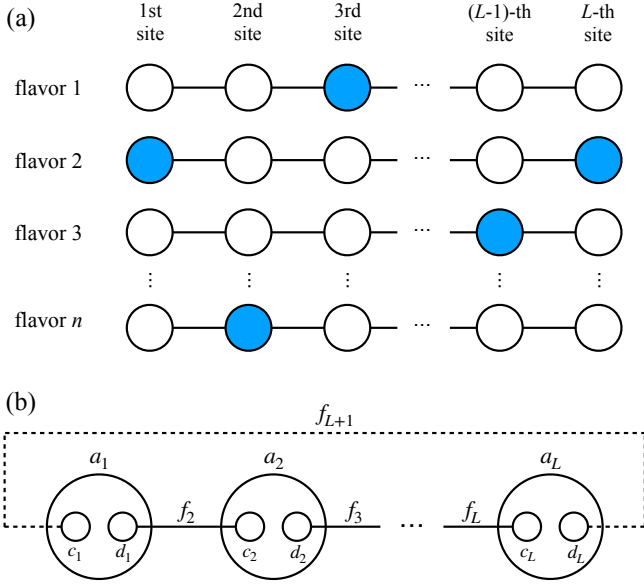 (a)
1st site 2nd site 3rd site (L-1)-th site L-th site
flavor 1 ···
flavor 2 ···
flavor 3 ···
⋮ ⋮ ⋮ ⋮ ⋮ ⋮
flavor n ···
(b)
f_{L+1}
a_1 a_2 a_L
f_2 f_3 ··· f_L
c_1 d_1 c_2 d_2 c_L d_L